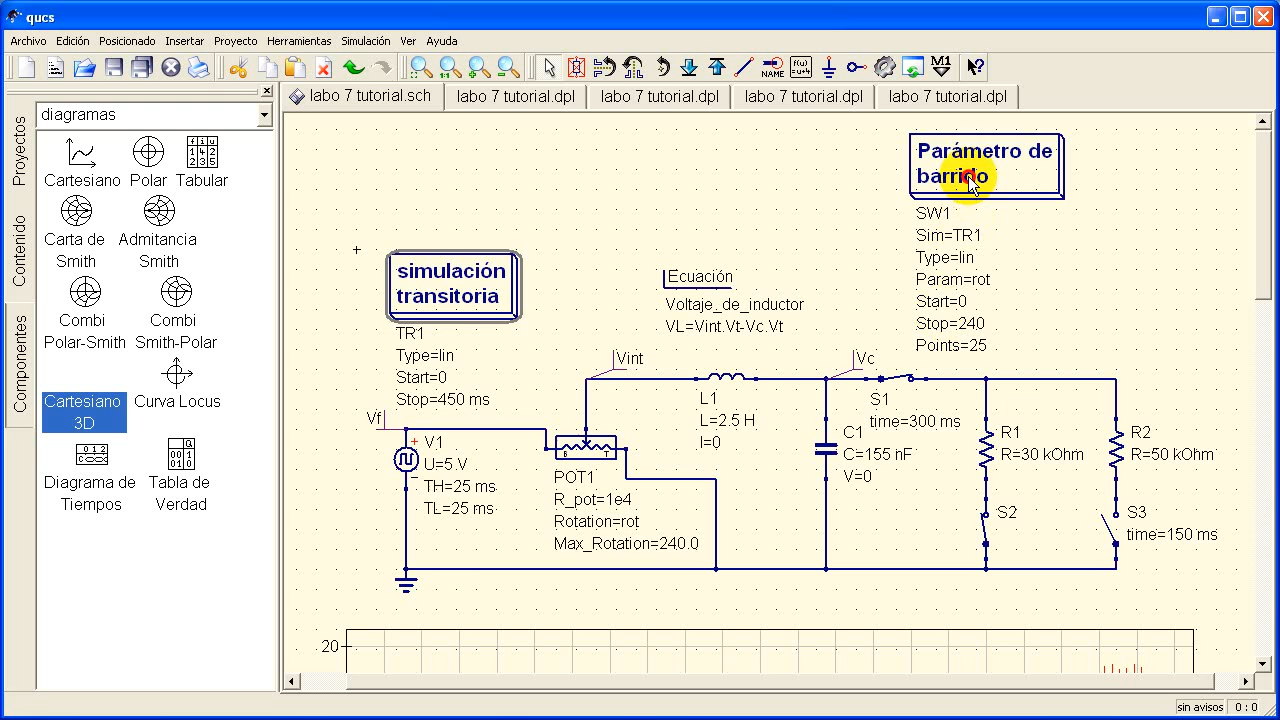 qucs
Archivo Edición Posicionado Insertar Proyecto Herramientas Simulación Ver Ayuda
NAME
M1
labo 7 tutorial.sch
labo 7 tutorial.dpl
labo 7 tutorial.dpl
labo 7 tutorial.dpl
labo 7 tutorial.dpl
Proyectos
Contenido
Componentes
diagramas
Cartesiano
Polar
Tabular
Carta de
Smith
Admitancia
Smith
Combi
Polar-Smith
Combi
Smith-Polar
Cartesiano
3D
Curva Locus
Diagrama de
Tiempos
Tabla de
Verdad
Parámetro de
barrido
SW1
Sim=TR1
Type=lin
Param=rot
Start=0
Stop=240
Points=25
simulación
transitoria
TR1
Type=lin
Start=0
Stop=450 ms
Ecuación
Voltaje_de_inductor
VL=Vint.Vt-Vc.Vt
Vf
V1
U=5 V
TH=25 ms
TL=25 ms
Vint
POT1
R_pot=1e4
Rotation=rot
Max_Rotation=240.0
L1
L=2.5 H
I=0
Vc
C1
C=155 nF
V=0
S1
time=300 ms
R1
R=30 kOhm
S2
R2
R=50 kOhm
S3
time=150 ms
20
sin avisos
0 : 0